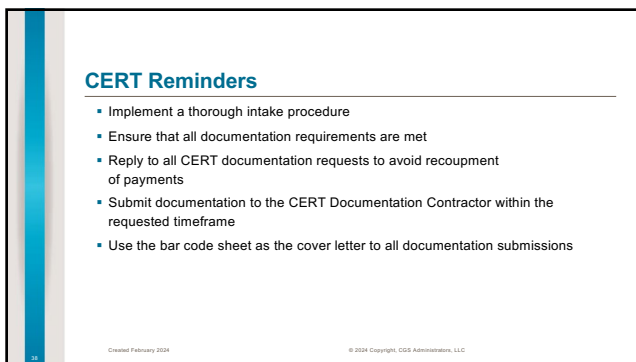 CERT Reminders
▪ Implement a thorough intake procedure
▪ Ensure that all documentation requirements are met
▪ Reply to all CERT documentation requests to avoid recoupment
of payments
▪ Submit documentation to the CERT Documentation Contractor within the
requested timeframe
▪ Use the bar code sheet as the cover letter to all documentation submissions
Created February 2024
© 2024 Copyright, CGS Administrators, LLC